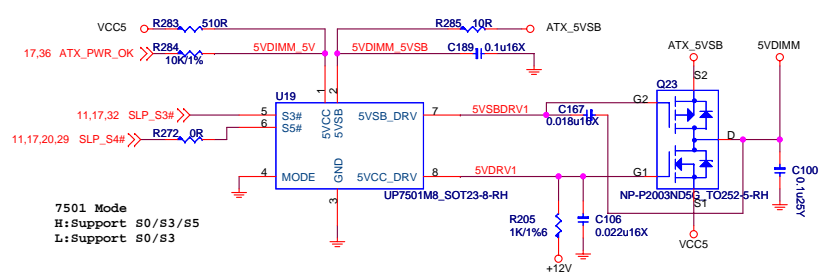 VCC5
R283
510R
R285
10R
ATX_5VSB
17,36
ATX_PWR_OK
R284
10K/1%
5VDIMM_5V
5VDIMM_5VSB
C189
0.1u16X
ATX_5VSB
5VDIMM
U19
1
2
5VCC
5VSB
Q23
S2
11,17,32
SLP_S3#
5
S3#
5VSB_DRV
7
5VSBDRV1
C167
0.018u16X
G2
11,17,20,29
SLP_S4#
R272
0R
6
S5#
D
4
MODE
GND
5VCC_DRV
8
5VDRV1
G1
C100
0.1u25Y
3
UP7501M8_SOT23-8-RH
NP-P2003ND5G_TO252-5-RH
S1
7501 Mode
H:Support S0/S3/S5
L:Support S0/S3
R205
1K/1%6
C106
0.022u16X
+12V
VCC5